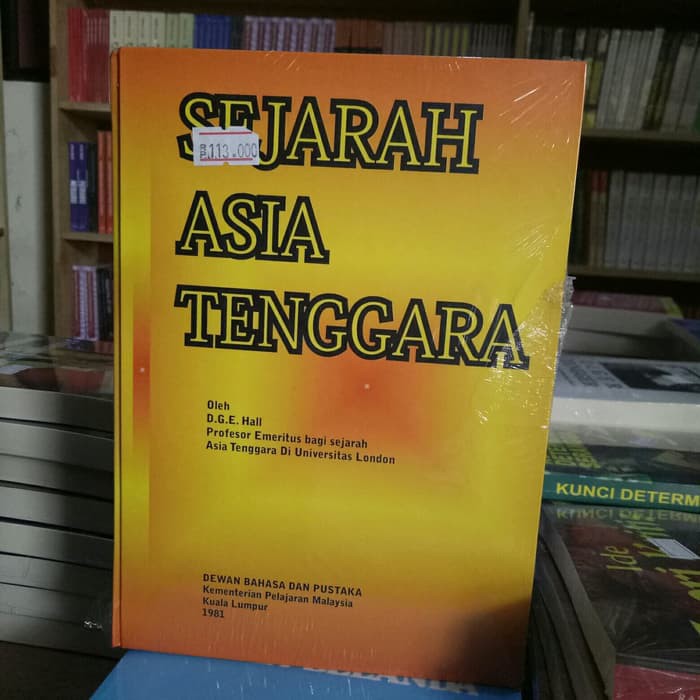 SEJARAH
RP.113.000
ASIA
TENGGARA
Oleh
D.G.E. Hall
Profesor Emeritus bagi sejarah
Asia Tenggara Di Universitas London
DEWAN BAHASA DAN PUSTAKA
Kementerian Pelajaran Malaysia
Kuala Lumpur
1981
KUNCI DETERM